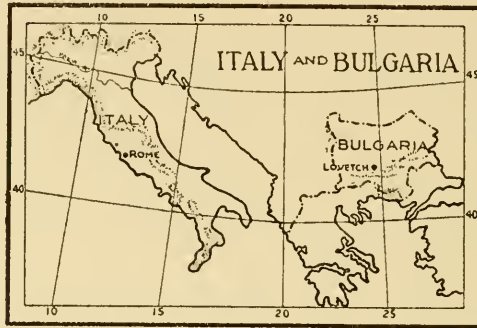 10 15 20 25
45 45
ITALY AND BULGARIA
ITALY
BULGARIA
ROME
LOVETCH
40 40
10 15 20 25